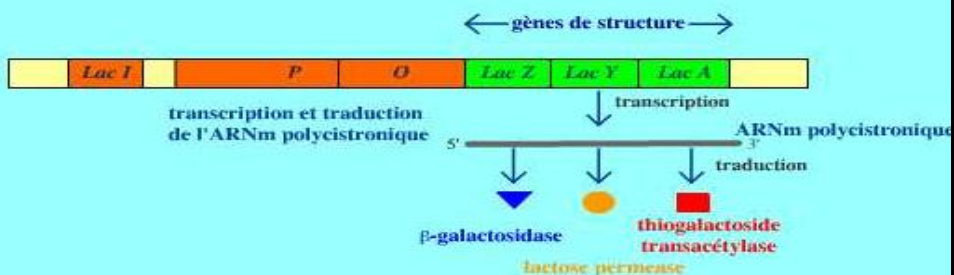 gènes de structure
Lac I P O Lac Z Lac Y Lac A
transcription et traduction
de l'ARNm polycistronique
transcription
5' ARNm polycistronique
3'
traduction
β-galactosidase
thiogalactoside
transacétylase
lactose permease